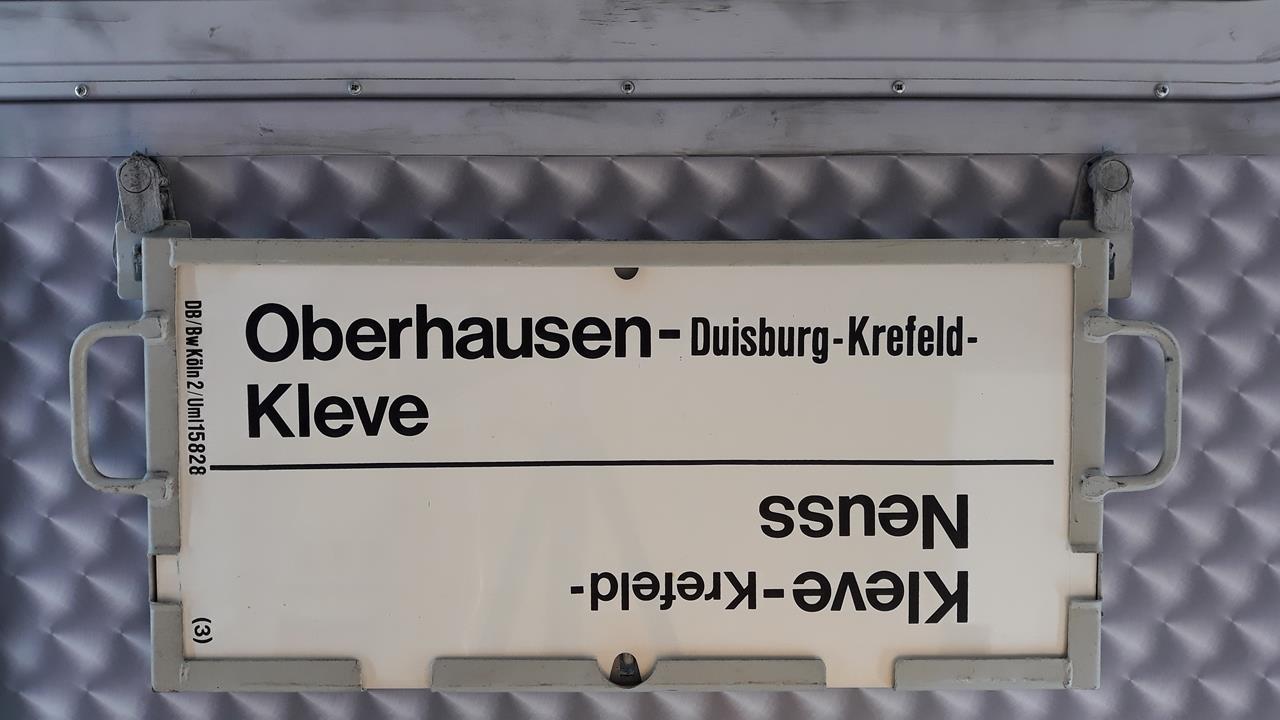 Oberhausen-Duisburg-Krefeld-
Kleve
Kleve-Krefeld-
Neuss
DB/Bw Köln 2/Uml 15828
(3)